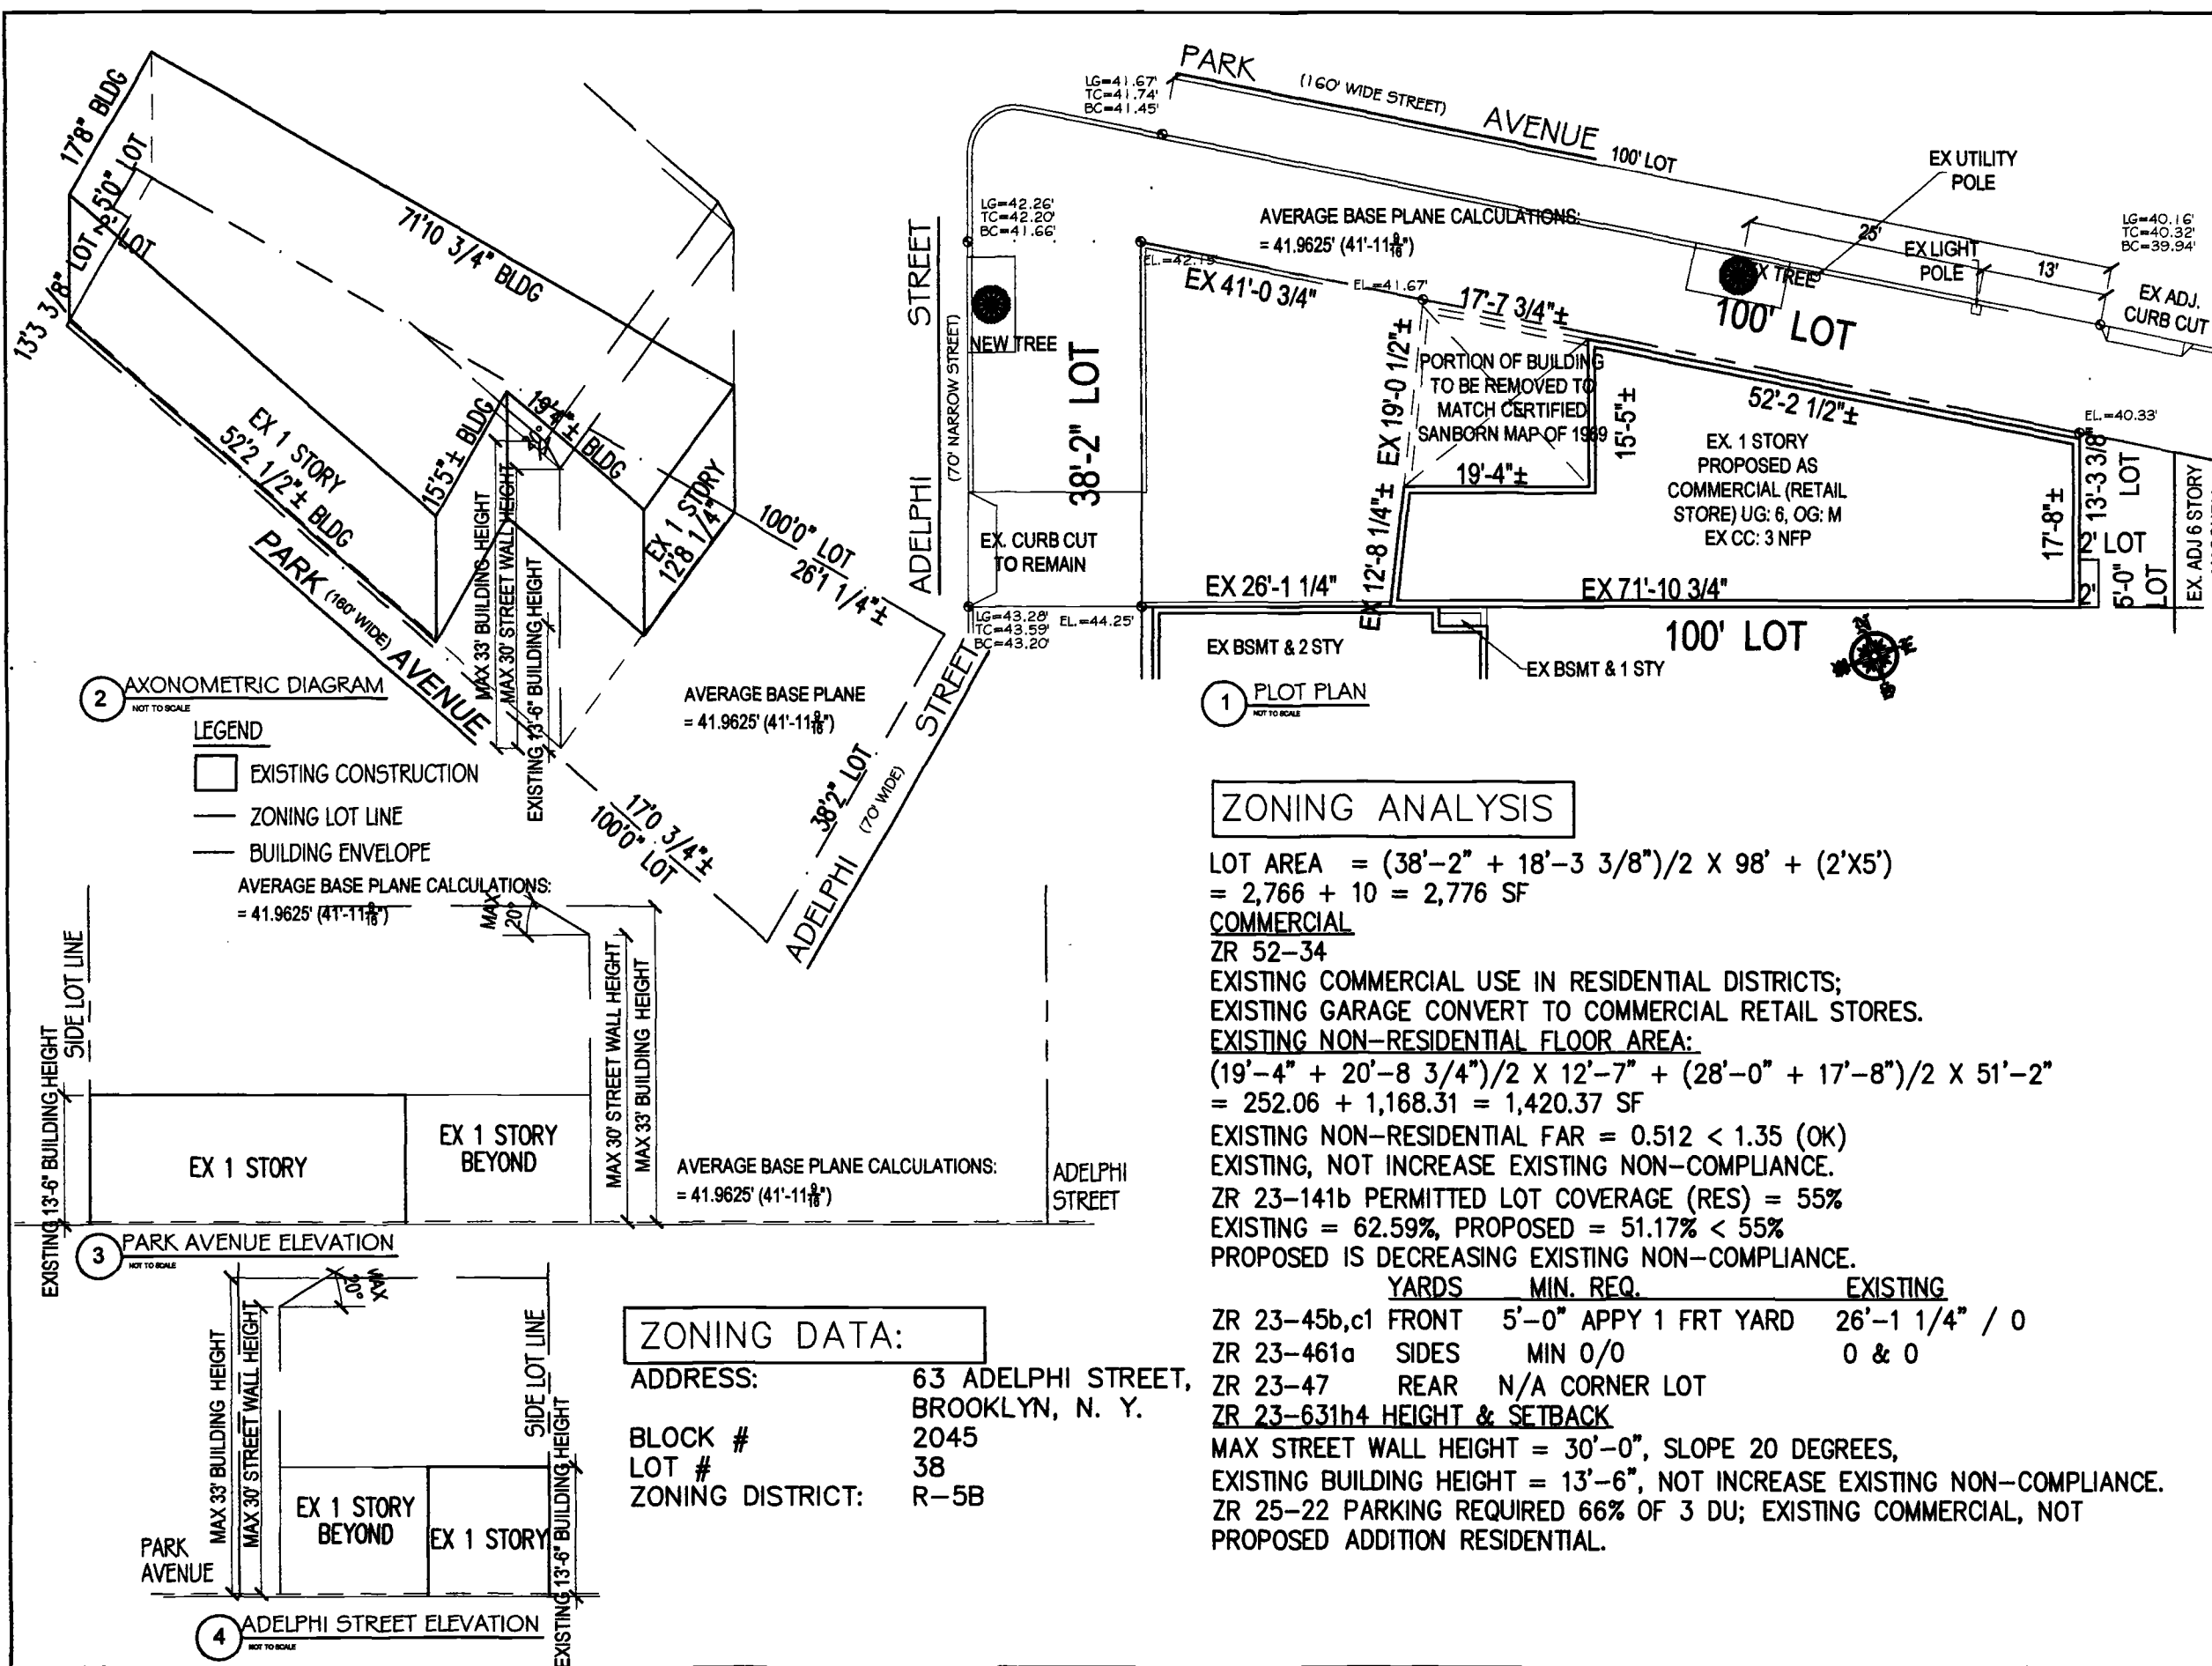 17'8" BLDG
5'0" LOT
2' LOT
13'3 3/8" LOT
71'10 3/4" BLDG
EX 1 STORY
52'2 1/2"± BLDG
15'5"± BLDG
19'4"± BLDG
EX 1 STORY
12'8 1/4"
100'0" LOT
26'1 1/4"±
PARK (160' WIDE) AVENUE
MAX 33' BUILDING HEIGHT
MAX 30' STREET WALL HEIGHT
EXISTING 13'-6" BUILDING HEIGHT
AVERAGE BASE PLANE
= 41.9625' (41'-11 9/16")
38'2" LOT
17'0 3/4"±
100'0" LOT
ADELPHI (70' WIDE) STREET
2 AXONOMETRIC DIAGRAM
NOT TO SCALE
LEGEND
EXISTING CONSTRUCTION
ZONING LOT LINE
BUILDING ENVELOPE
PARK (160' WIDE STREET) AVENUE
100' LOT
LG=41.67'
TC=41.74'
BC=41.45'
EX UTILITY
POLE
LG=40.16'
TC=40.32'
BC=39.94'
25'
EX LIGHT
POLE
13'
EX ADJ.
CURB CUT
EX TREE
100' LOT
LG=42.26'
TC=42.20'
BC=41.66'
AVERAGE BASE PLANE CALCULATIONS:
= 41.9625' (41'-11 9/16")
EL.=42.15'
EX 41'-0 3/4"
EL=41.67'
17'-7 3/4"±
ADELPHI STREET
(70' NARROW STREET)
NEW TREE
38'-2" LOT
EX 19'-0 1/2"±
PORTION OF BUILDING
TO BE REMOVED TO
MATCH CERTIFIED
SANBORN MAP OF 1969
15'-5"±
19'-4"±
52'-2 1/2"±
EL.=40.33'
EX. 1 STORY
PROPOSED AS
COMMERCIAL (RETAIL
STORE) UG: 6, OG: M
EX CC: 3 NFP
17'-8"±
13'-3 3/8
LOT
2' LOT
2'
5'-0"
LOT
EX. ADJ 6 STORY
EX. CURB CUT
TO REMAIN
EX 26'-1 1/4"
EX 12'-8 1/4"±
EX 71'-10 3/4"
LG=43.28'
TC=43.59'
BC=43.20'
EL.=44.25'
EX BSMT & 2 STY
100' LOT
EX BSMT & 1 STY
1 PLOT PLAN
NOT TO SCALE
AVERAGE BASE PLANE CALCULATIONS:
= 41.9625' (41'-11 9/16")
MAX
20°
SIDE LOT LINE
EXISTING 13'-6" BUILDING HEIGHT
EX 1 STORY
EX 1 STORY
BEYOND
MAX 30' STREET WALL HEIGHT
MAX 33' BUILDING HEIGHT
AVERAGE BASE PLANE CALCULATIONS:
= 41.9625' (41'-11 9/16")
ADELPHI
STREET
3 PARK AVENUE ELEVATION
NOT TO SCALE
MAX
20°
MAX 33' BUILDING HEIGHT
MAX 30' STREET WALL HEIGHT
SIDE LOT LINE
EXISTING 13'-6" BUILDING HEIGHT
EX 1 STORY
BEYOND
EX 1 STORY
PARK
AVENUE
4 ADELPHI STREET ELEVATION
NOT TO SCALE
ZONING DATA:
ADDRESS: 63 ADELPHI STREET,
BROOKLYN, N. Y.
BLOCK # 2045
LOT # 38
ZONING DISTRICT: R-5B
ZONING ANALYSIS
LOT AREA = (38'-2" + 18'-3 3/8")/2 X 98' + (2'X5')
= 2,766 + 10 = 2,776 SF
COMMERCIAL
ZR 52-34
EXISTING COMMERCIAL USE IN RESIDENTIAL DISTRICTS;
EXISTING GARAGE CONVERT TO COMMERCIAL RETAIL STORES.
EXISTING NON-RESIDENTIAL FLOOR AREA:
(19'-4" + 20'-8 3/4")/2 X 12'-7" + (28'-0" + 17'-8")/2 X 51'-2"
= 252.06 + 1,168.31 = 1,420.37 SF
EXISTING NON-RESIDENTIAL FAR = 0.512 < 1.35 (OK)
EXISTING, NOT INCREASE EXISTING NON-COMPLIANCE.
ZR 23-141b PERMITTED LOT COVERAGE (RES) = 55%
EXISTING = 62.59%, PROPOSED = 51.17% < 55%
PROPOSED IS DECREASING EXISTING NON-COMPLIANCE.
YARDS MIN. REQ. EXISTING
ZR 23-45b,c1 FRONT 5'-0" APPY 1 FRT YARD 26'-1 1/4" / 0
ZR 23-461a SIDES MIN 0/0 0 & 0
ZR 23-47 REAR N/A CORNER LOT
ZR 23-631h4 HEIGHT & SETBACK
MAX STREET WALL HEIGHT = 30'-0", SLOPE 20 DEGREES,
EXISTING BUILDING HEIGHT = 13'-6", NOT INCREASE EXISTING NON-COMPLIANCE.
ZR 25-22 PARKING REQUIRED 66% OF 3 DU; EXISTING COMMERCIAL, NOT
PROPOSED ADDITION RESIDENTIAL.